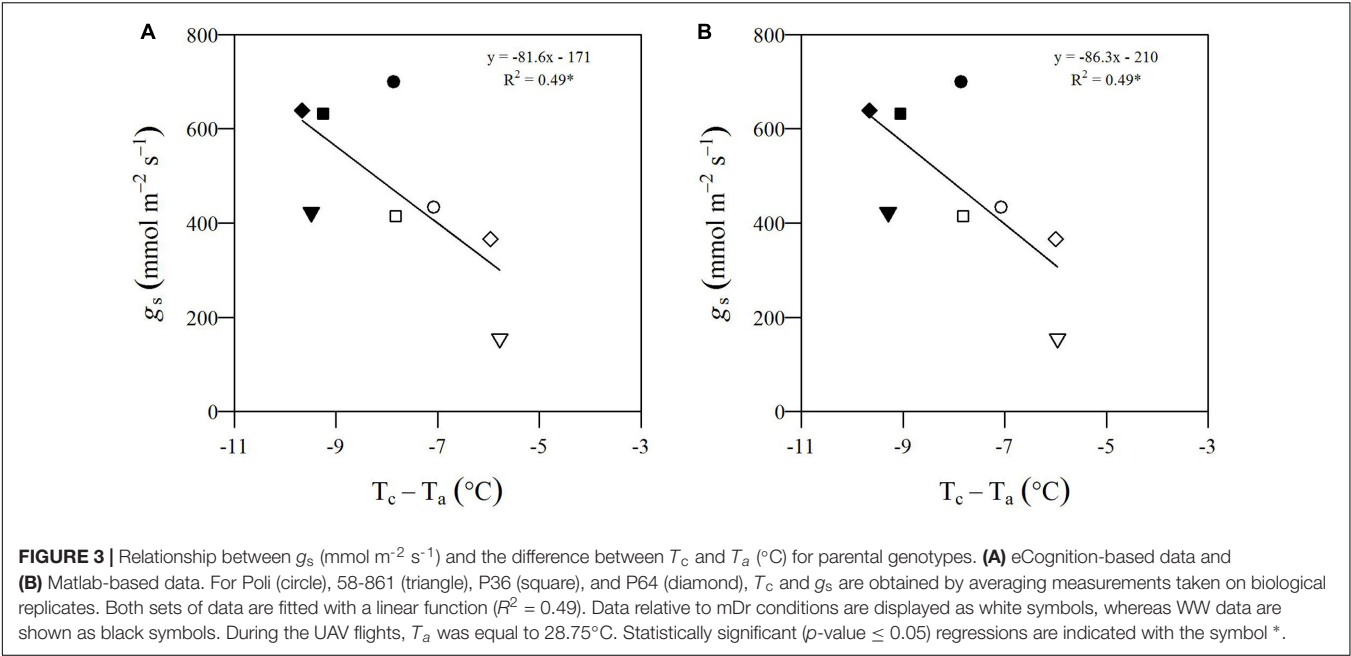 A
800
600
400
200
0
-11
-9
-7
-5
-3
y = -81.6x - 171
R² = 0.49*
gs (mmol m⁻² s⁻¹)
Tc – Ta (°C)
B
800
600
400
200
0
-11
-9
-7
-5
-3
y = -86.3x - 210
R² = 0.49*
gs (mmol m⁻² s⁻¹)
Tc – Ta (°C)
FIGURE 3 | Relationship between gs (mmol m-2 s-1) and the difference between Tc and Ta (°C) for parental genotypes. (A) eCognition-based data and
(B) Matlab-based data. For Poli (circle), 58-861 (triangle), P36 (square), and P64 (diamond), Tc and gs are obtained by averaging measurements taken on biological
replicates. Both sets of data are fitted with a linear function (R² = 0.49). Data relative to mDr conditions are displayed as white symbols, whereas WW data are
shown as black symbols. During the UAV flights, Ta was equal to 28.75°C. Statistically significant (p-value ≤ 0.05) regressions are indicated with the symbol *.